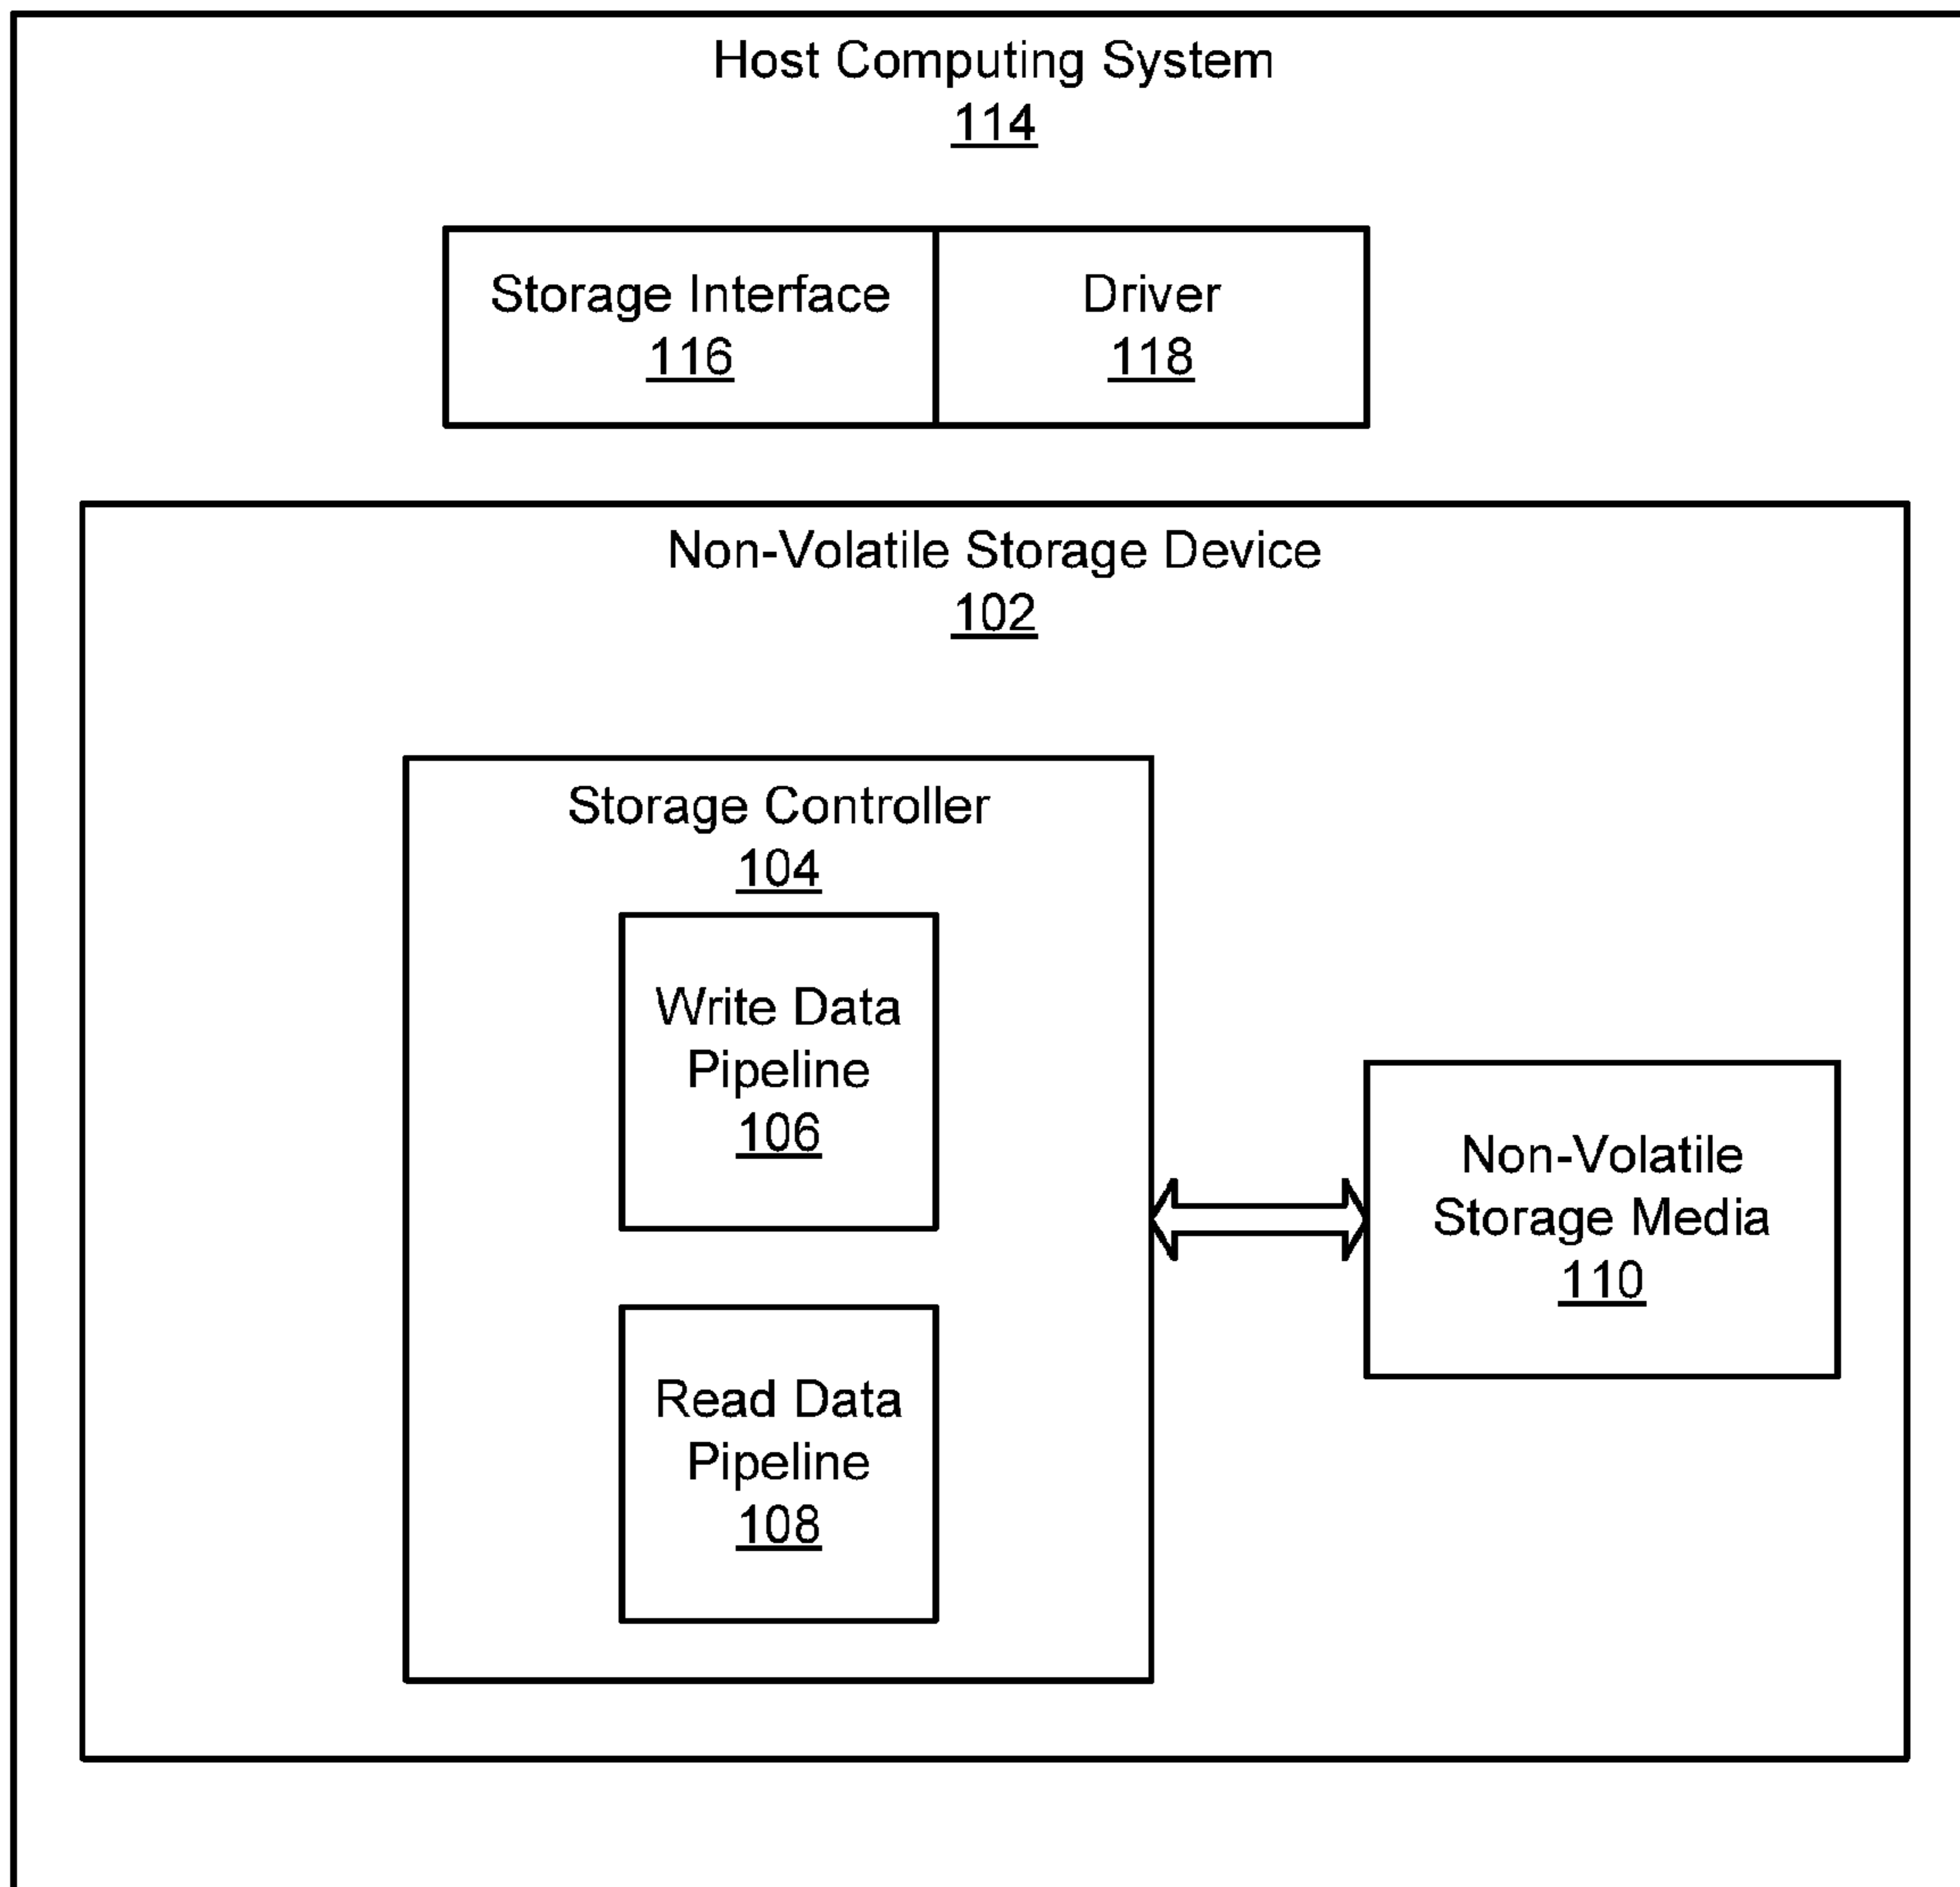 Host Computing System
114
Storage Interface
116
Driver
118
Non-Volatile Storage Device
102
Storage Controller
104
Write Data
Pipeline
106
Non-Volatile
Storage Media
110
Read Data
Pipeline
108